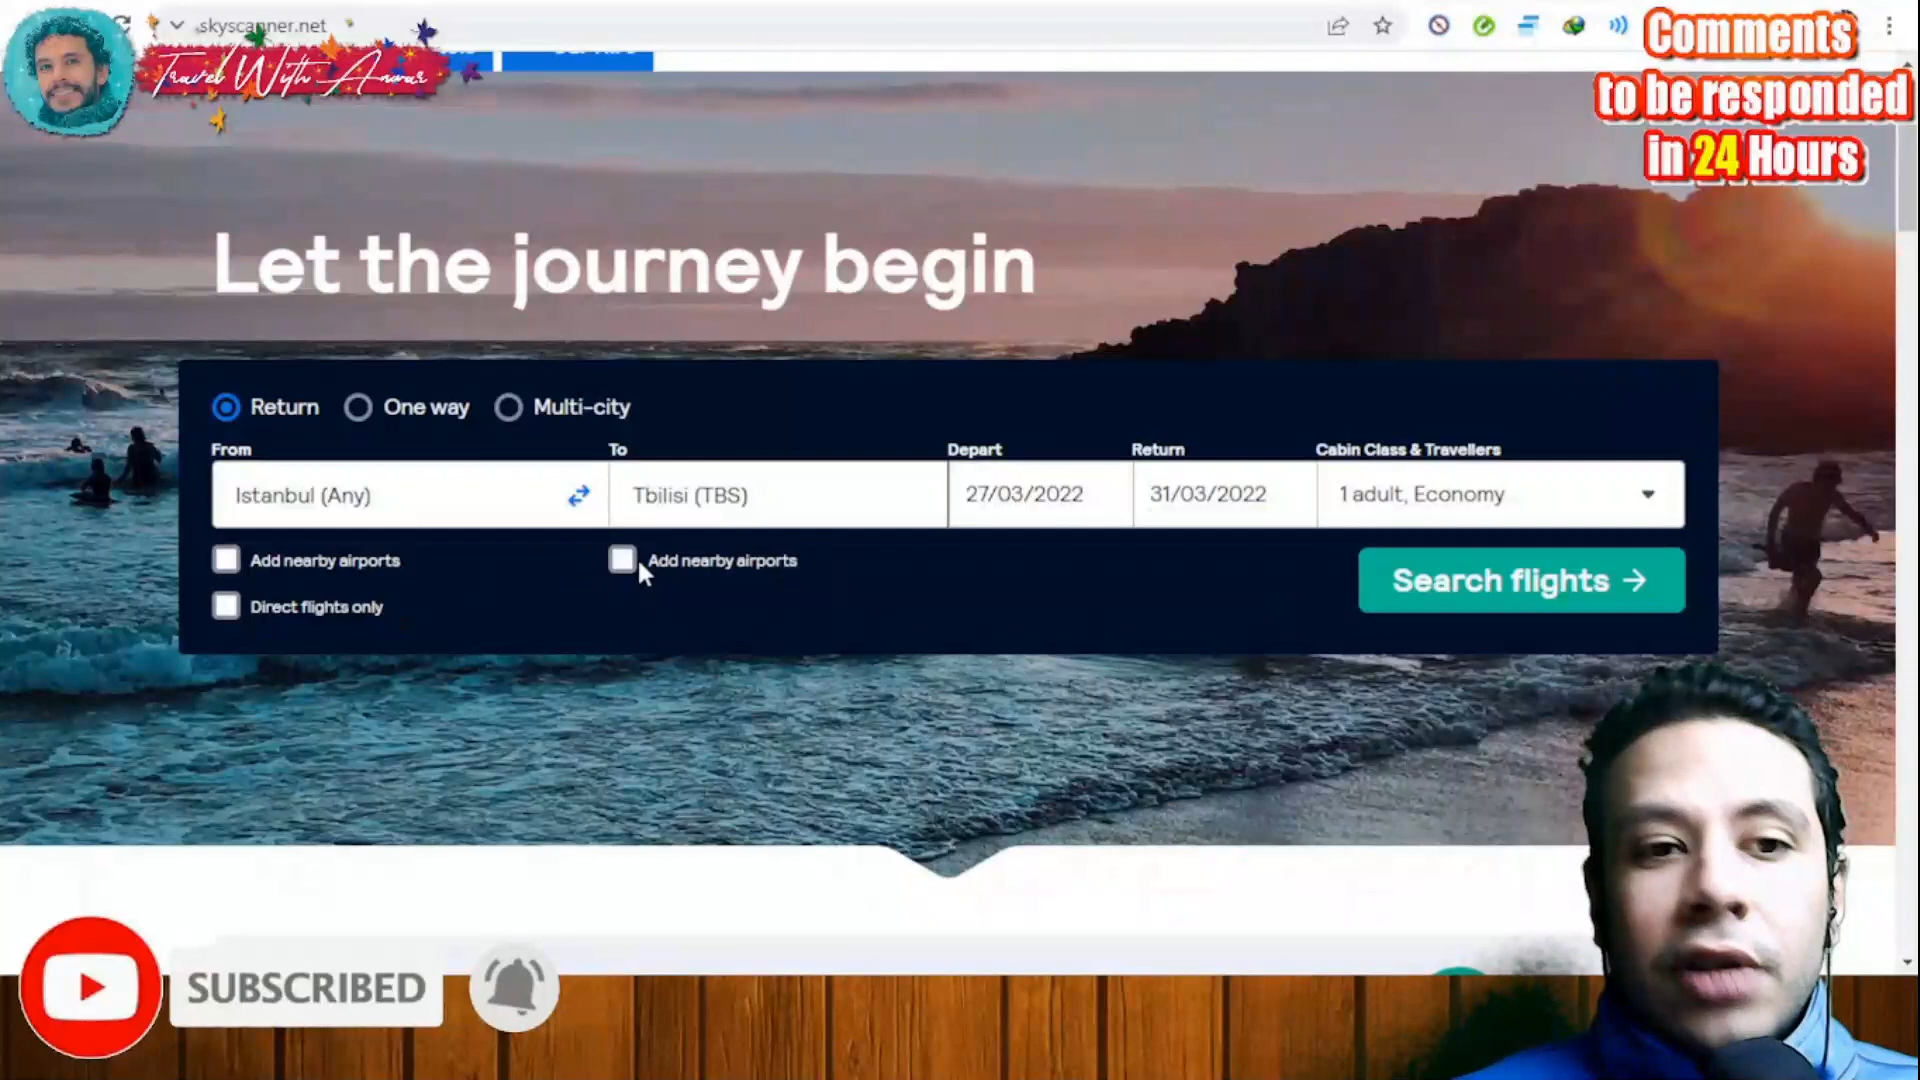 skyscanner.net
Travel With Anwar
Comments
to be responded
in 24 Hours
Let the journey begin
Return
One way
Multi-city
From
To
Depart
Return
Cabin Class & Travellers
Istanbul (Any)
Tbilisi (TBS)
27/03/2022
31/03/2022
1 adult, Economy
Add nearby airports
Add nearby airports
Direct flights only
Search flights
SUBSCRIBED